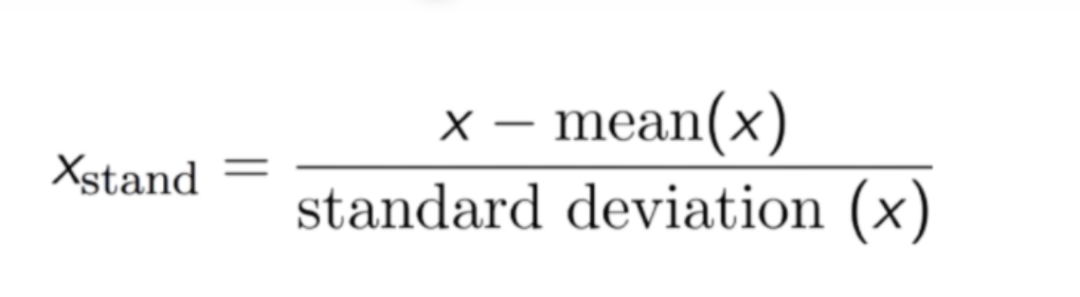 x − mean(x)
x_stand =
standard deviation (x)